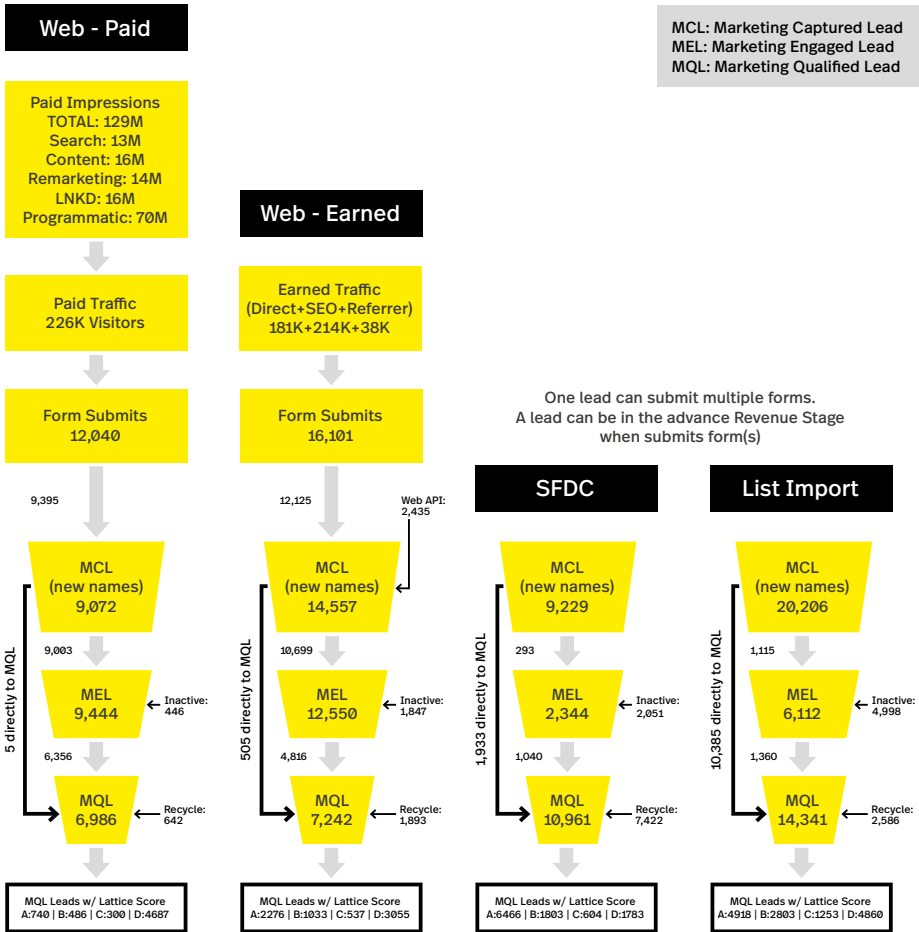 Web - Paid
MCL: Marketing Captured Lead
MEL: Marketing Engaged Lead
MQL: Marketing Qualified Lead
Paid Impressions
TOTAL: 129M
Search: 13M
Content: 16M
Remarketing: 14M
LNKD: 16M
Programmatic: 70M
Paid Traffic
226K Visitors
Form Submits
12,040
9,395
MCL
(new names)
9,072
5 directly to MQL
9,003
MEL
9,444
Inactive:
446
6,356
MQL
6,986
Recycle:
642
MQL Leads w/ Lattice Score
A:740 | B:486 | C:300 | D:4687
Web - Earned
Earned Traffic
(Direct+SEO+Referrer)
181K+214K+38K
Form Submits
16,101
12,125
Web API:
2,435
MCL
(new names)
14,557
505 directly to MQL
10,699
MEL
12,550
Inactive:
1,847
4,816
MQL
7,242
Recycle:
1,893
MQL Leads w/ Lattice Score
A:2276 | B:1033 | C:537 | D:3055
One lead can submit multiple forms.
A lead can be in the advance Revenue Stage
when submits form(s)
SFDC
MCL
(new names)
9,229
1,933 directly to MQL
293
MEL
2,344
Inactive:
2,051
1,040
MQL
10,961
Recycle:
7,422
MQL Leads w/ Lattice Score
A:6466 | B:1803 | C:604 | D:1783
List Import
MCL
(new names)
20,206
10,385 directly to MQL
1,115
MEL
6,112
Inactive:
4,998
1,360
MQL
14,341
Recycle:
2,586
MQL Leads w/ Lattice Score
A:4918 | B:2803 | C:1253 | D:4860